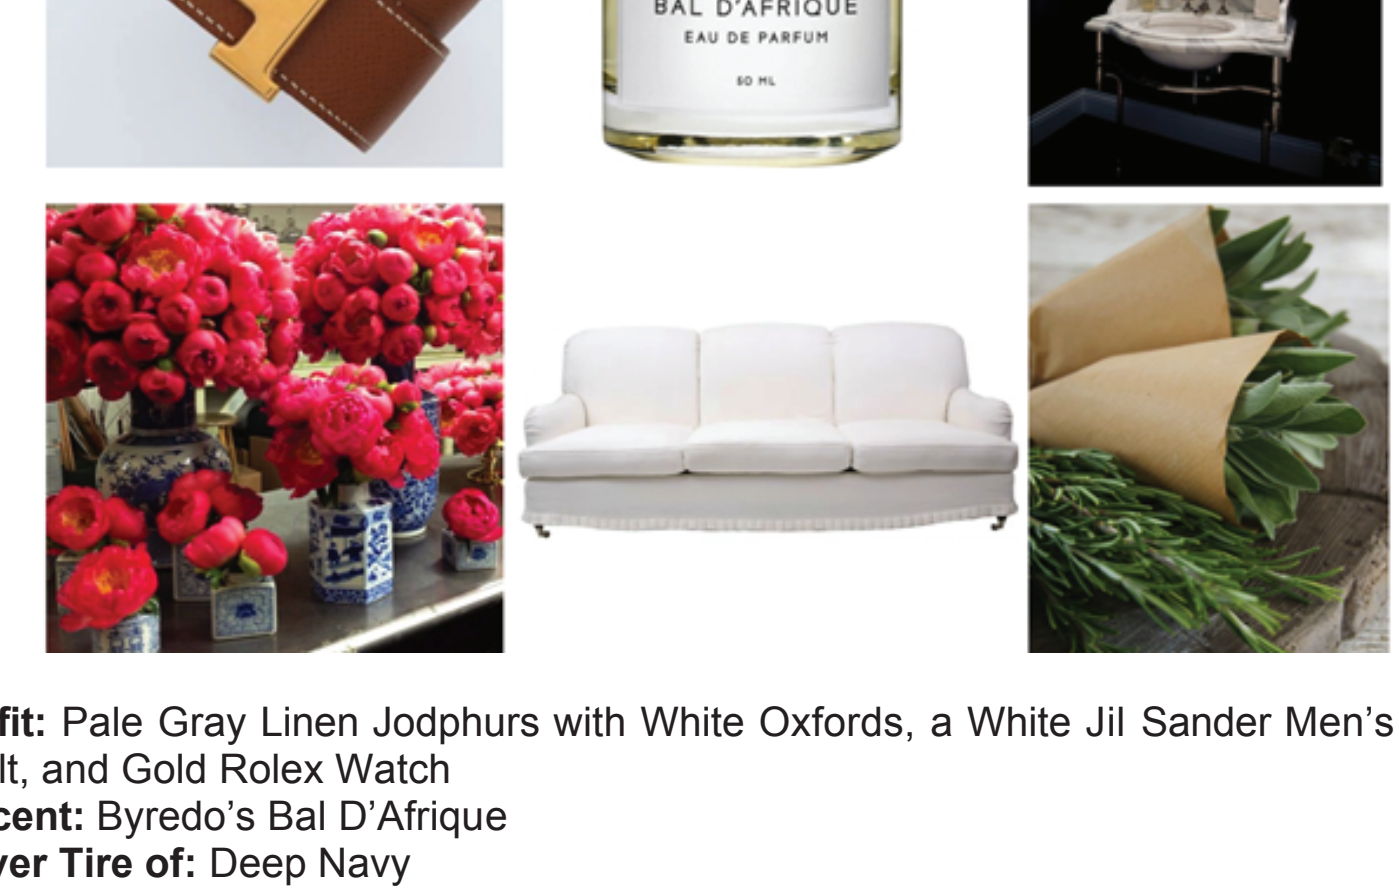 BAL D'AFRIQUE
EAU DE PARFUM
50 ML
fit: Pale Gray Linen Jodphurs with White Oxfords, a White Jil Sander Men’s
lt, and Gold Rolex Watch
cent: Byredo’s Bal D’Afrique
ver Tire of: Deep Navy